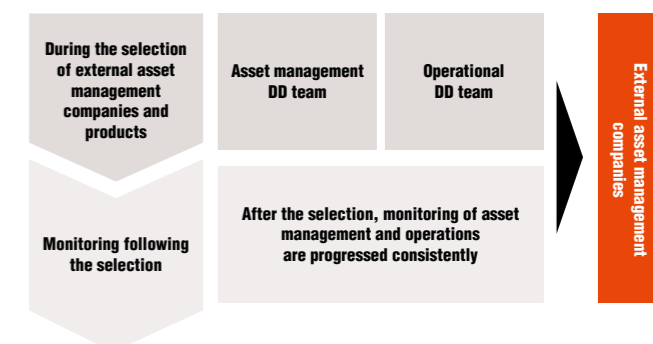 During the selection
of external asset
management
companies and
products
Asset management
DD team
Operational
DD team
Monitoring following
the selection
After the selection, monitoring of asset
management and operations
are progressed consistently
External asset management
companies